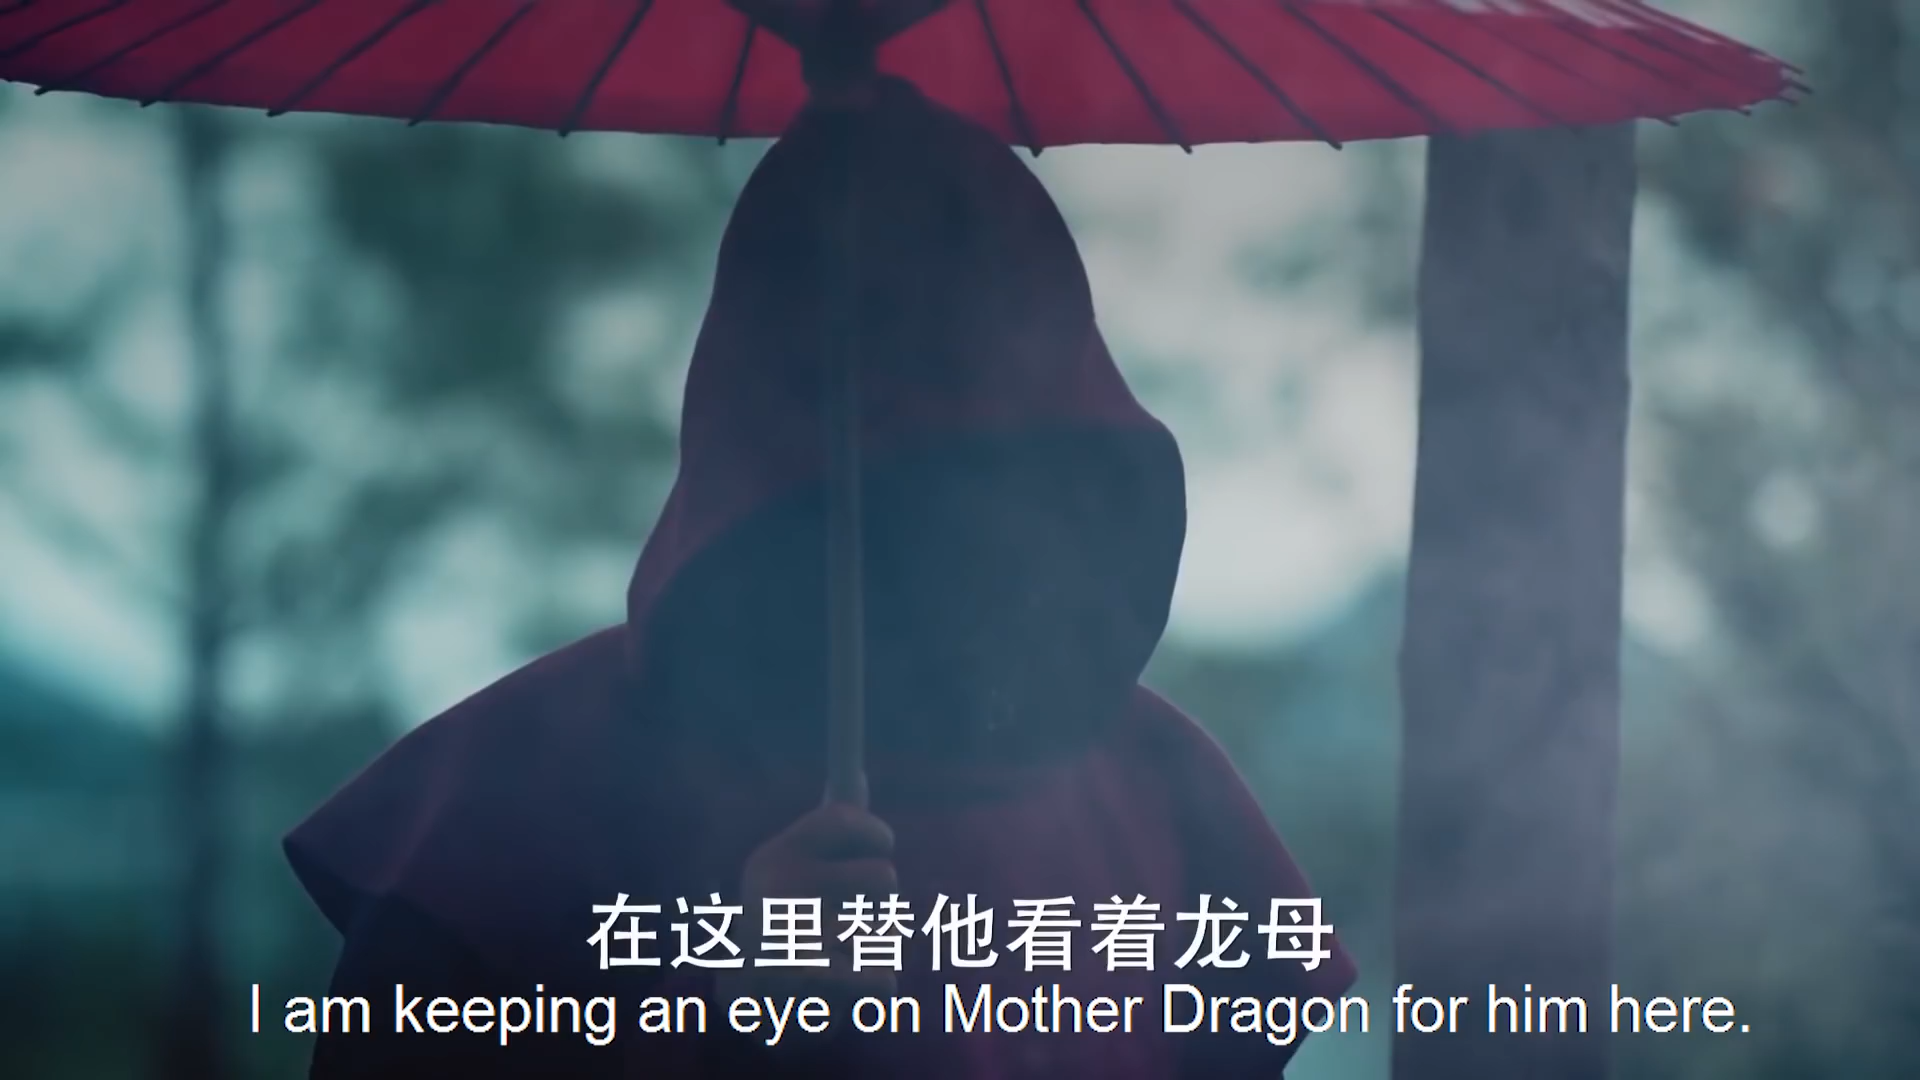 在这里替他看着龙母
I am keeping an eye on Mother Dragon for him here.